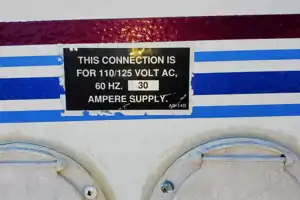 THIS CONNECTION IS
FOR 110/125 VOLT AC,
60 HZ. 30
AMPERE SUPPLY.